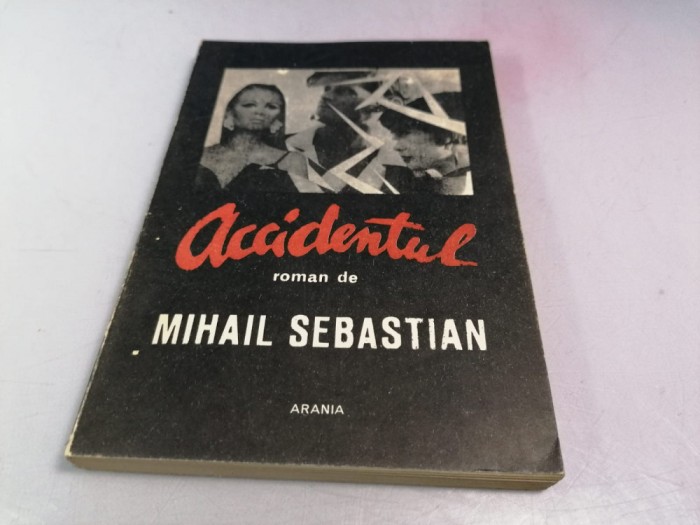 Accidentul
roman de
MIHAIL SEBASTIAN
ARANIA